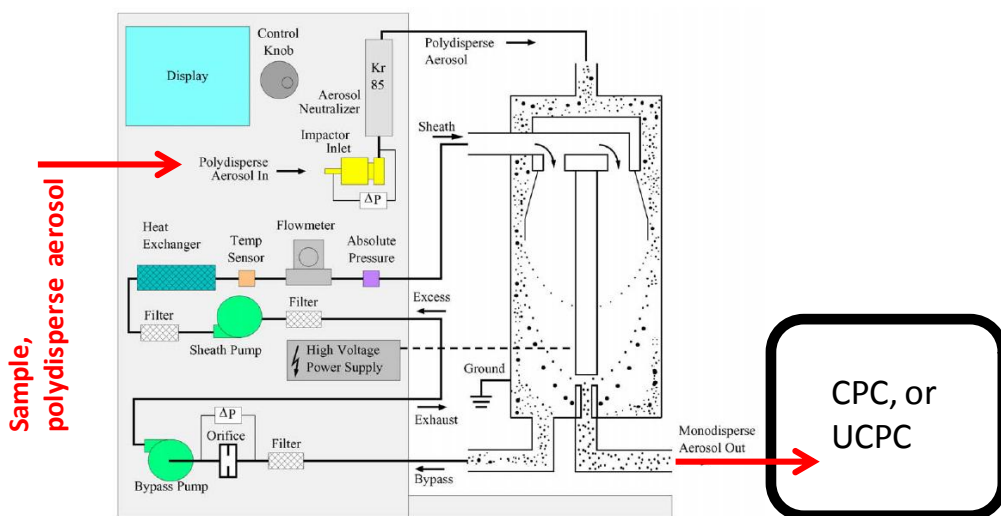 Sample,
polydisperse aerosol
Display
Control
Knob
Kr
85
Aerosol
Neutralizer
Impactor
Inlet
Polydisperse
Aerosol In
ΔP
Polydisperse
Aerosol
Sheath
Heat
Exchanger
Temp
Sensor
Flowmeter
Absolute
Pressure
Filter
Sheath Pump
Filter
Excess
High Voltage
Power Supply
Ground
Exhaust
ΔP
Orifice
Filter
Bypass Pump
Bypass
Monodisperse
Aerosol Out
CPC, or
UCPC